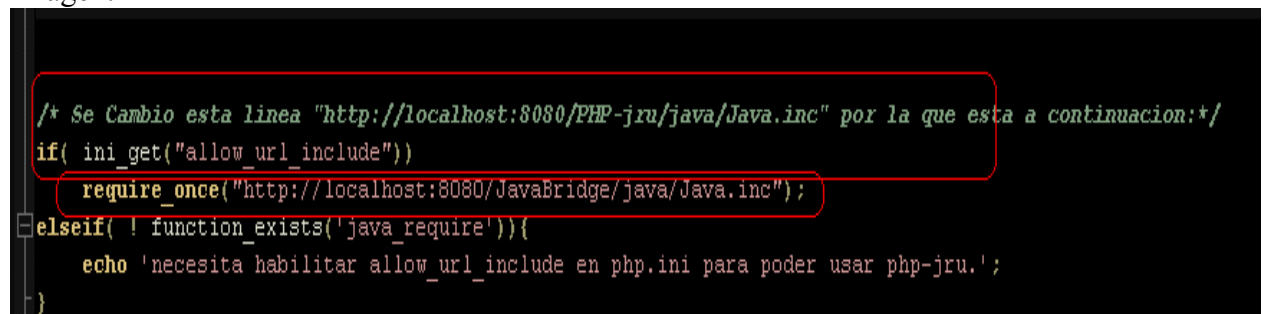 /* Se Cambio esta linea "http://localhost:8080/PHP-jru/java/Java.inc" por la que esta a continuacion:*/
if( ini_get("allow_url_include"))
require_once("http://localhost:8080/JavaBridge/java/Java.inc");
elseif( ! function_exists('java_require')){
echo 'necesita habilitar allow_url_include en php.ini para poder usar php-jru.';
}